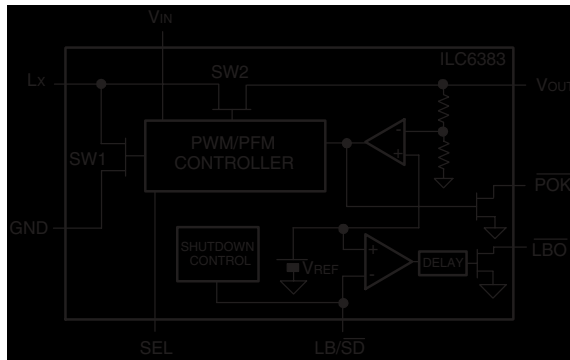 VIN
ILC6383
LX
SW2
VOUT
PWM/PFM
CONTROLLER
-
+
SW1
POK
GND
SHUTDOWN
CONTROL
VREF
+
-
DELAY
LBO
SEL
LB/SD